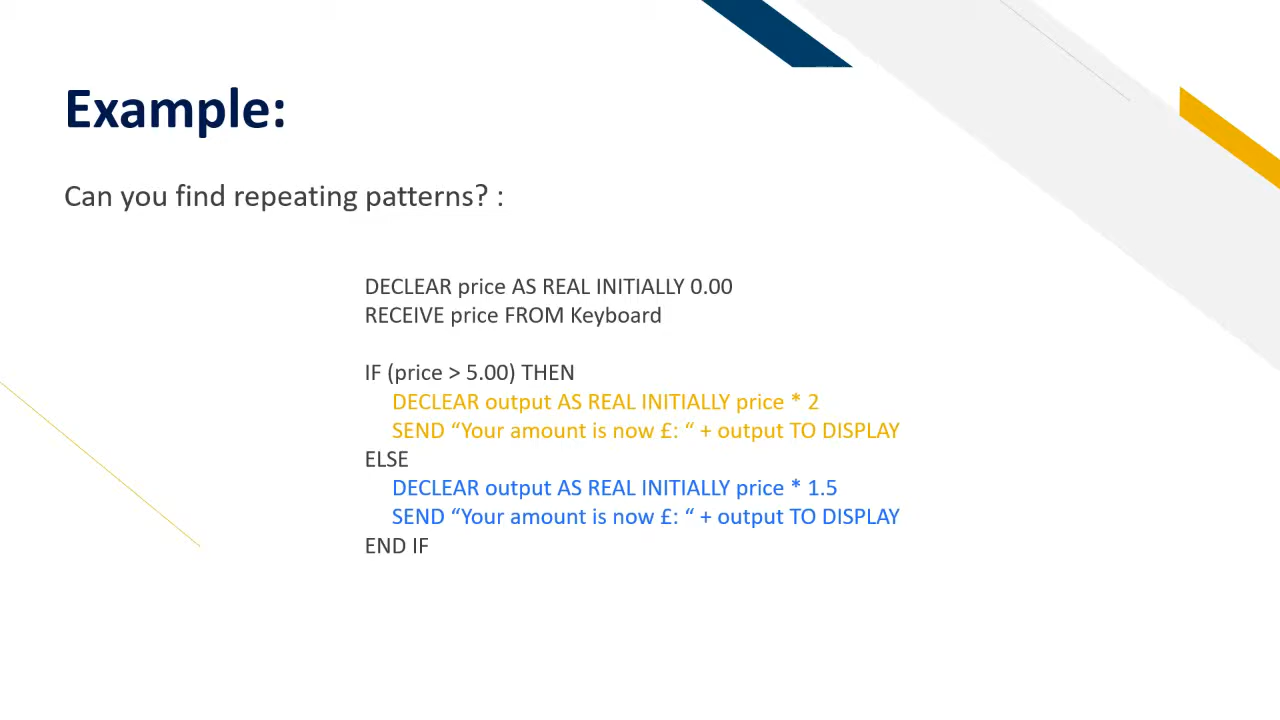 Example:
Can you find repeating patterns? :
DECLEAR price AS REAL INITIALLY 0.00
RECEIVE price FROM Keyboard
IF (price > 5.00) THEN
DECLEAR output AS REAL INITIALLY price * 2
SEND “Your amount is now £: “ + output TO DISPLAY
ELSE
DECLEAR output AS REAL INITIALLY price * 1.5
SEND “Your amount is now £: “ + output TO DISPLAY
END IF